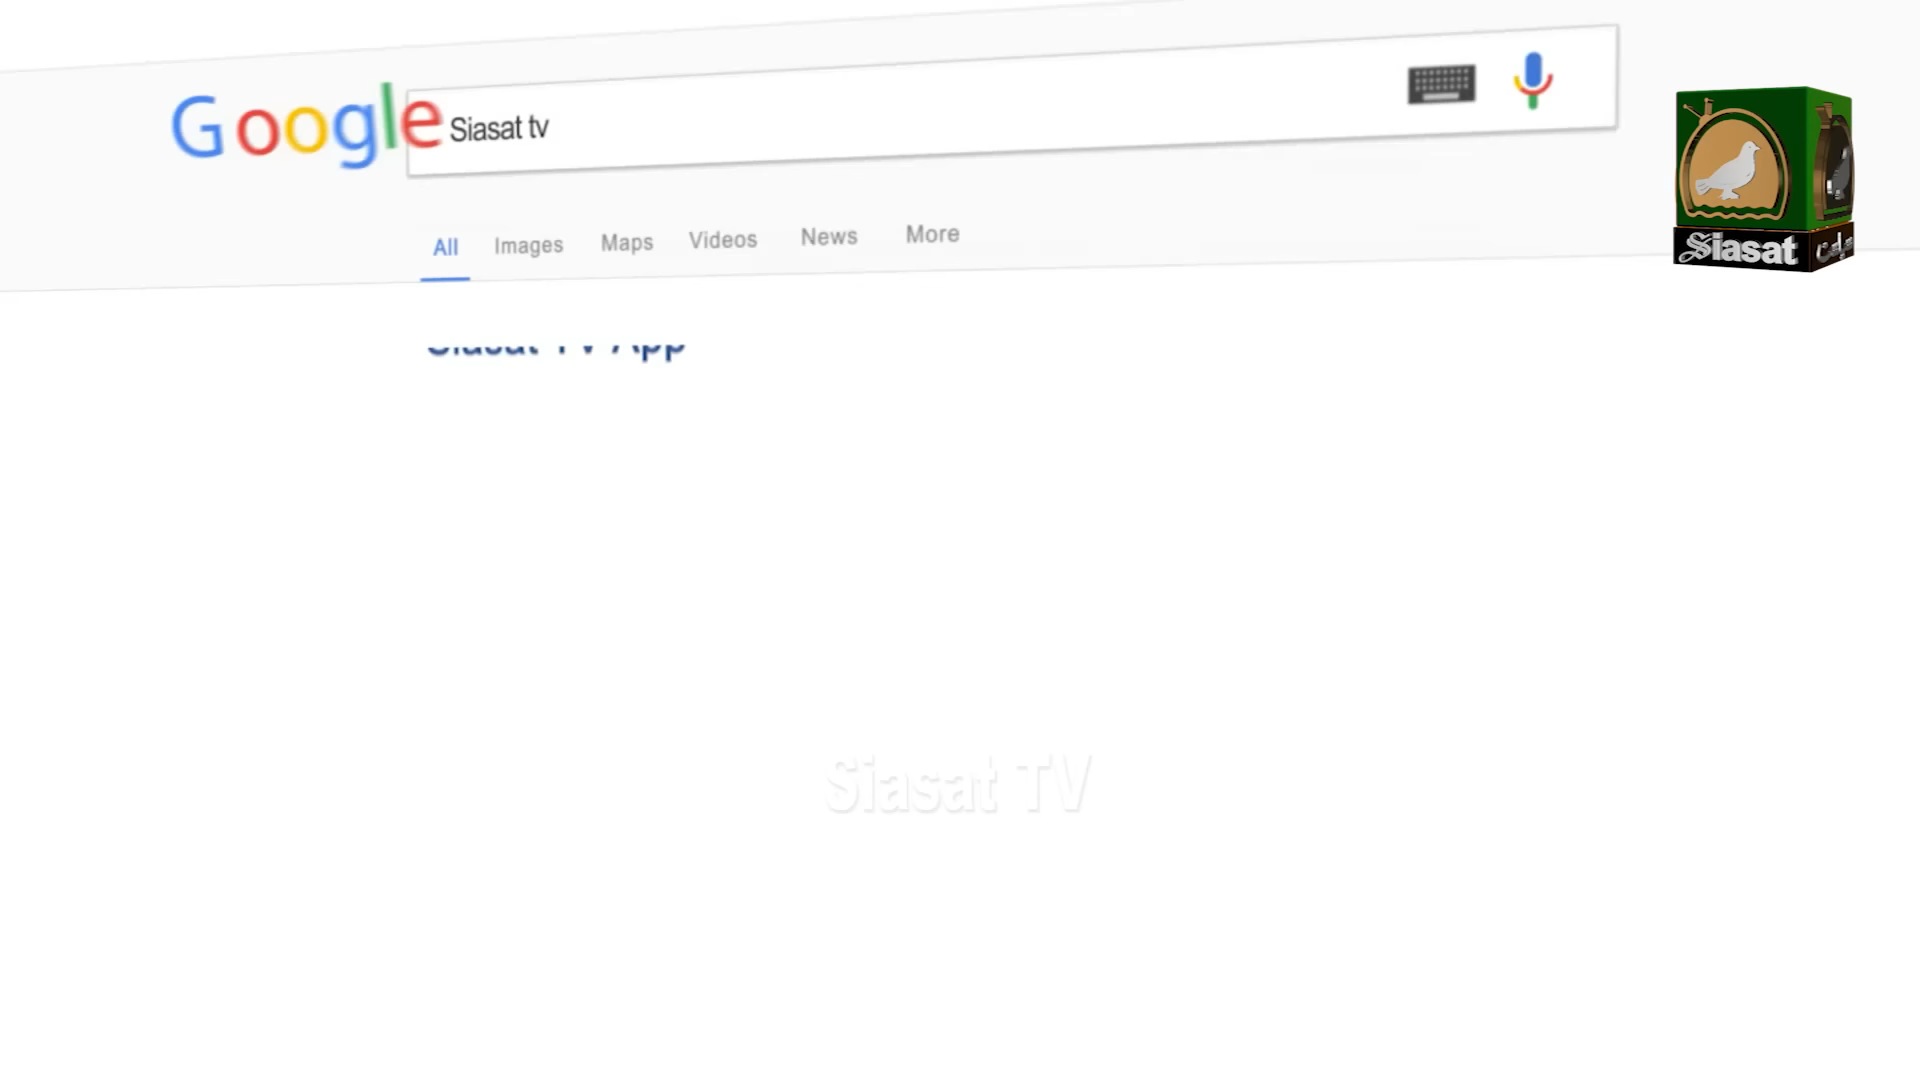 Google
Siasat tv
All Images Maps Videos News More
Siasat TV App
Siasat
Siasat TV